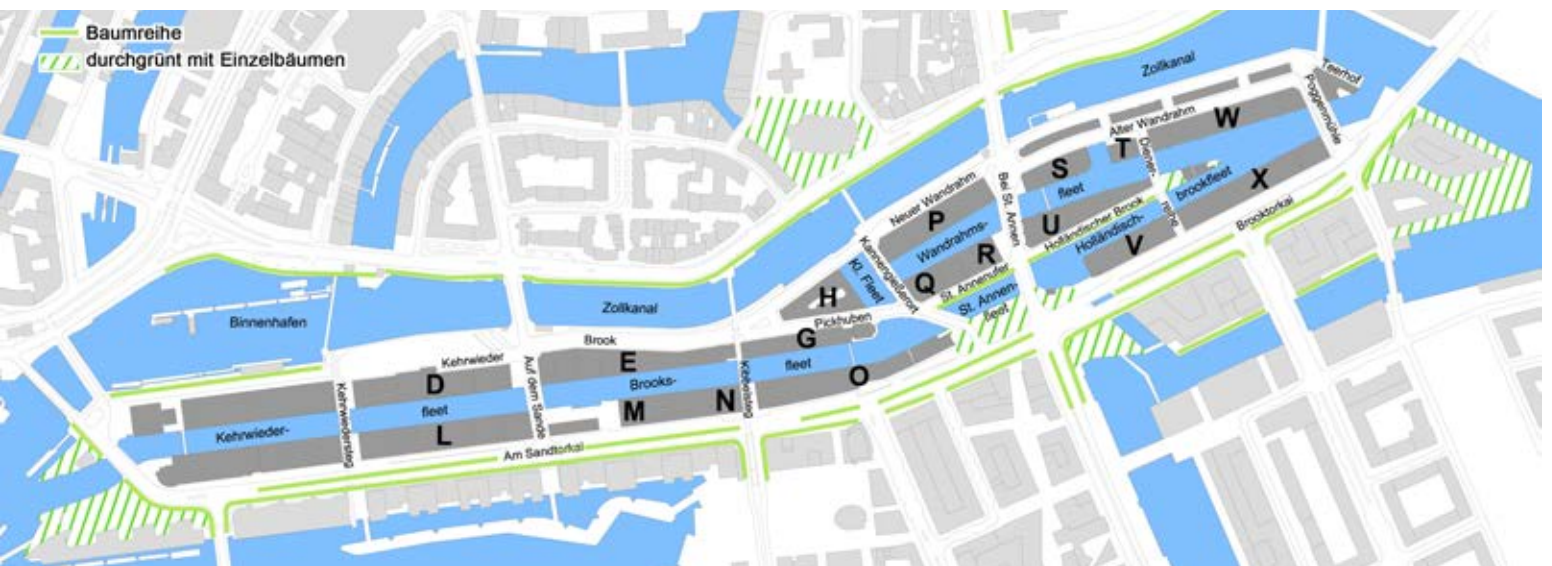 Baumreihe
durchgrünt mit Einzelbäumen
Zollkanal
Teerhof
Poggenmühle
Alter Wandrahm
W
T
Diener-
reihe
S
fleet
brookfleet
X
Bei St. Annen
Neuer Wandrahm
P
U
Holländischer Brook
Holländisch-
V
Brooktorkai
Wandrahms-
R
Kannengießerort
Kl. Fleet
Q
St. Annenufer
St. Annen-
fleet
H
Pickhuben
Zollkanal
Binnenhafen
Brook
G
Kehrwieder
E
fleet
D
Auf dem Sande
Brooks-
Kibbelsteg
O
Kehrwiedersteg
fleet
M
N
Kehrwieder-
L
Am Sandtorkai